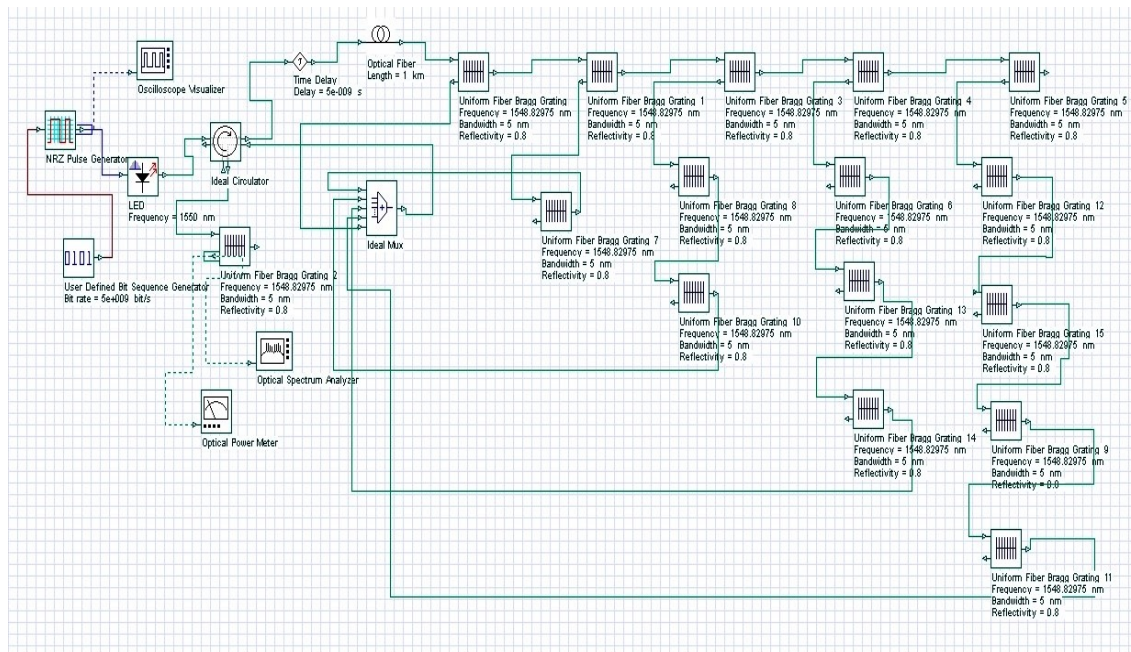 Oscilloscope Visualizer
Time Delay
Delay = 5e-009 s
Optical Fiber
Length = 1 km
Uniform Fiber Bragg Grating
Frequency = 1548.82975 nm
Bandwidth = 5 nm
Reflectivity = 0.8
Uniform Fiber Bragg Grating 1
Frequency = 1548.82975 nm
Bandwidth = 5 nm
Reflectivity = 0.8
Uniform Fiber Bragg Grating 3
Frequency = 1548.82975 nm
Bandwidth = 5 nm
Reflectivity = 0.8
Uniform Fiber Bragg Grating 4
Frequency = 1548.82975 nm
Bandwidth = 5 nm
Reflectivity = 0.8
Uniform Fiber Bragg Grating 5
Frequency = 1548.82975 nm
Bandwidth = 5 nm
Reflectivity = 0.8
NRZ Pulse Generator
LED
Frequency = 1550 nm
Ideal Circulator
Ideal Mux
0101
User Defined Bit Sequence Generator
Bit rate = 5e+009 bit/s
Uniform Fiber Bragg Grating 2
Frequency = 1548.82975 nm
Bandwidth = 5 nm
Reflectivity = 0.8
Uniform Fiber Bragg Grating 7
Frequency = 1548.82975 nm
Bandwidth = 5 nm
Reflectivity = 0.8
Uniform Fiber Bragg Grating 8
Frequency = 1548.82975 nm
Bandwidth = 5 nm
Reflectivity = 0.8
Uniform Fiber Bragg Grating 6
Frequency = 1548.82975 nm
Bandwidth = 5 nm
Reflectivity = 0.8
Uniform Fiber Bragg Grating 12
Frequency = 1548.82975 nm
Bandwidth = 5 nm
Reflectivity = 0.8
Uniform Fiber Bragg Grating 10
Frequency = 1548.82975 nm
Bandwidth = 5 nm
Reflectivity = 0.8
Uniform Fiber Bragg Grating 13
Frequency = 1548.82975 nm
Bandwidth = 5 nm
Reflectivity = 0.8
Uniform Fiber Bragg Grating 15
Frequency = 1548.82975 nm
Bandwidth = 5 nm
Reflectivity = 0.8
Optical Spectrum Analyzer
Optical Power Meter
Uniform Fiber Bragg Grating 14
Frequency = 1548.82975 nm
Bandwidth = 5 nm
Reflectivity = 0.8
Uniform Fiber Bragg Grating 9
Frequency = 1548.82975 nm
Bandwidth = 5 nm
Reflectivity = 0.8
Uniform Fiber Bragg Grating 11
Frequency = 1548.82975 nm
Bandwidth = 5 nm
Reflectivity = 0.8